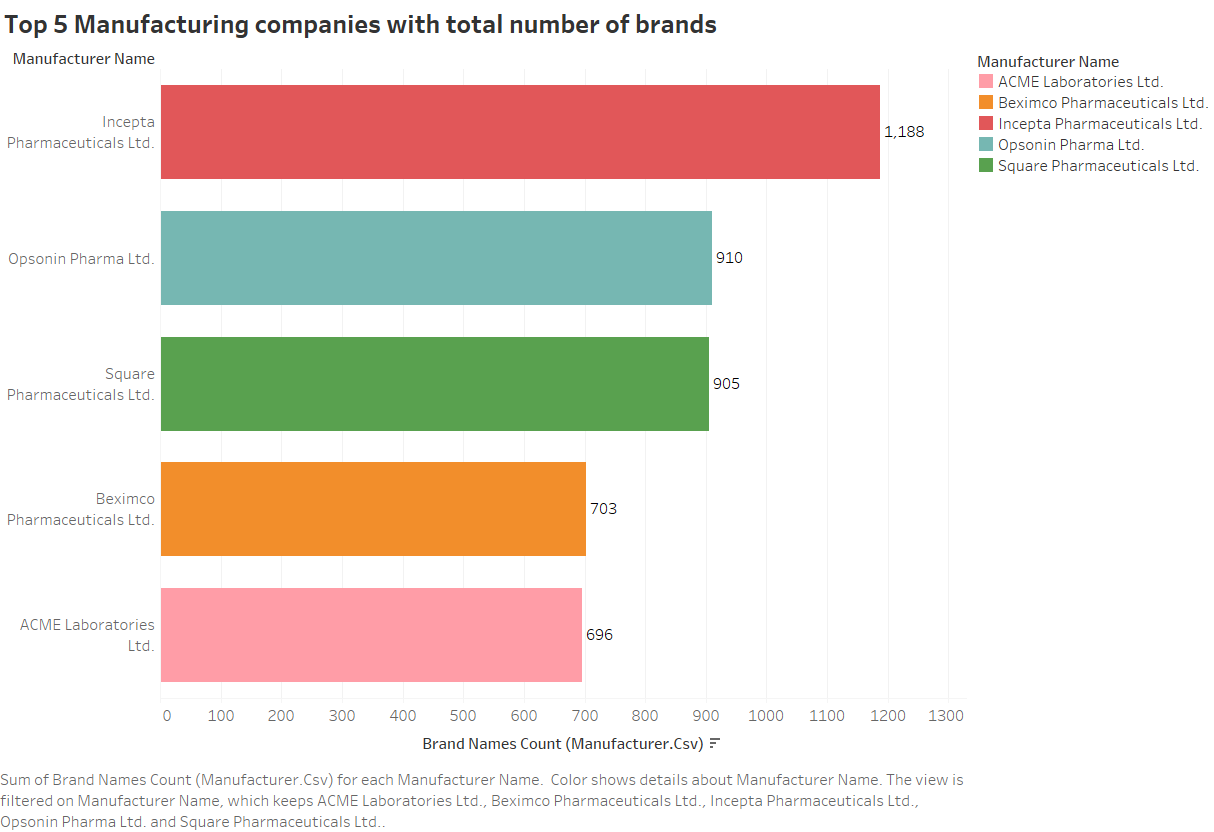 Top 5 Manufacturing companies with total number of brands
Manufacturer Name
Incepta
Pharmaceuticals Ltd.
1,188
Opsonin Pharma Ltd.
910
Square
Pharmaceuticals Ltd.
905
Beximco
Pharmaceuticals Ltd.
703
ACME Laboratories
Ltd.
696
0 100 200 300 400 500 600 700 800 900 1000 1100 1200 1300
Brand Names Count (Manufacturer.Csv)
Manufacturer Name
ACME Laboratories Ltd.
Beximco Pharmaceuticals Ltd.
Incepta Pharmaceuticals Ltd.
Opsonin Pharma Ltd.
Square Pharmaceuticals Ltd.
Sum of Brand Names Count (Manufacturer.Csv) for each Manufacturer Name.  Color shows details about Manufacturer Name. The view is
filtered on Manufacturer Name, which keeps ACME Laboratories Ltd., Beximco Pharmaceuticals Ltd., Incepta Pharmaceuticals Ltd.,
Opsonin Pharma Ltd. and Square Pharmaceuticals Ltd..